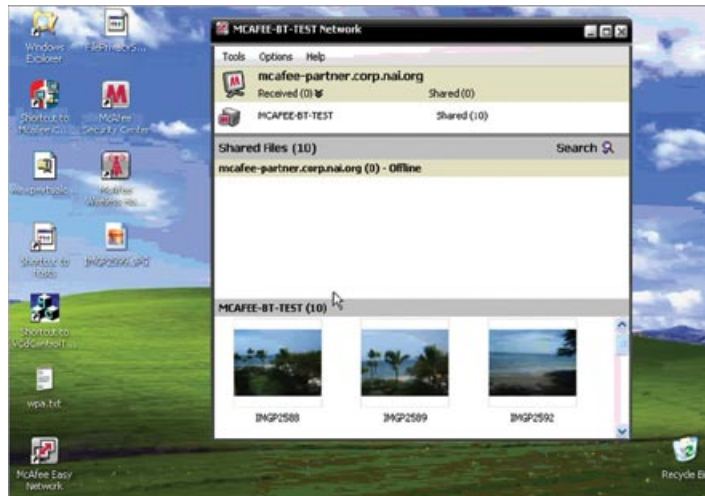 Windows
Explorer
Shortcut to
McAfee
Security Center
Shortcut to
hosts
IMGP2599.JPG
Shortcut to
wpa.txt
McAfee Easy
Network
MCAFEE-BT-TEST Network
Tools Options Help
mcafee-partner.corp.nai.org
Received (0) Shared (0)
MCAFEE-BT-TEST Shared (10)
Shared Files (10) Search
mcafee-partner.corp.nai.org (0) - Offline
MCAFEE-BT-TEST (10)
IMGP2588 IMGP2589 IMGP2592
Recycle